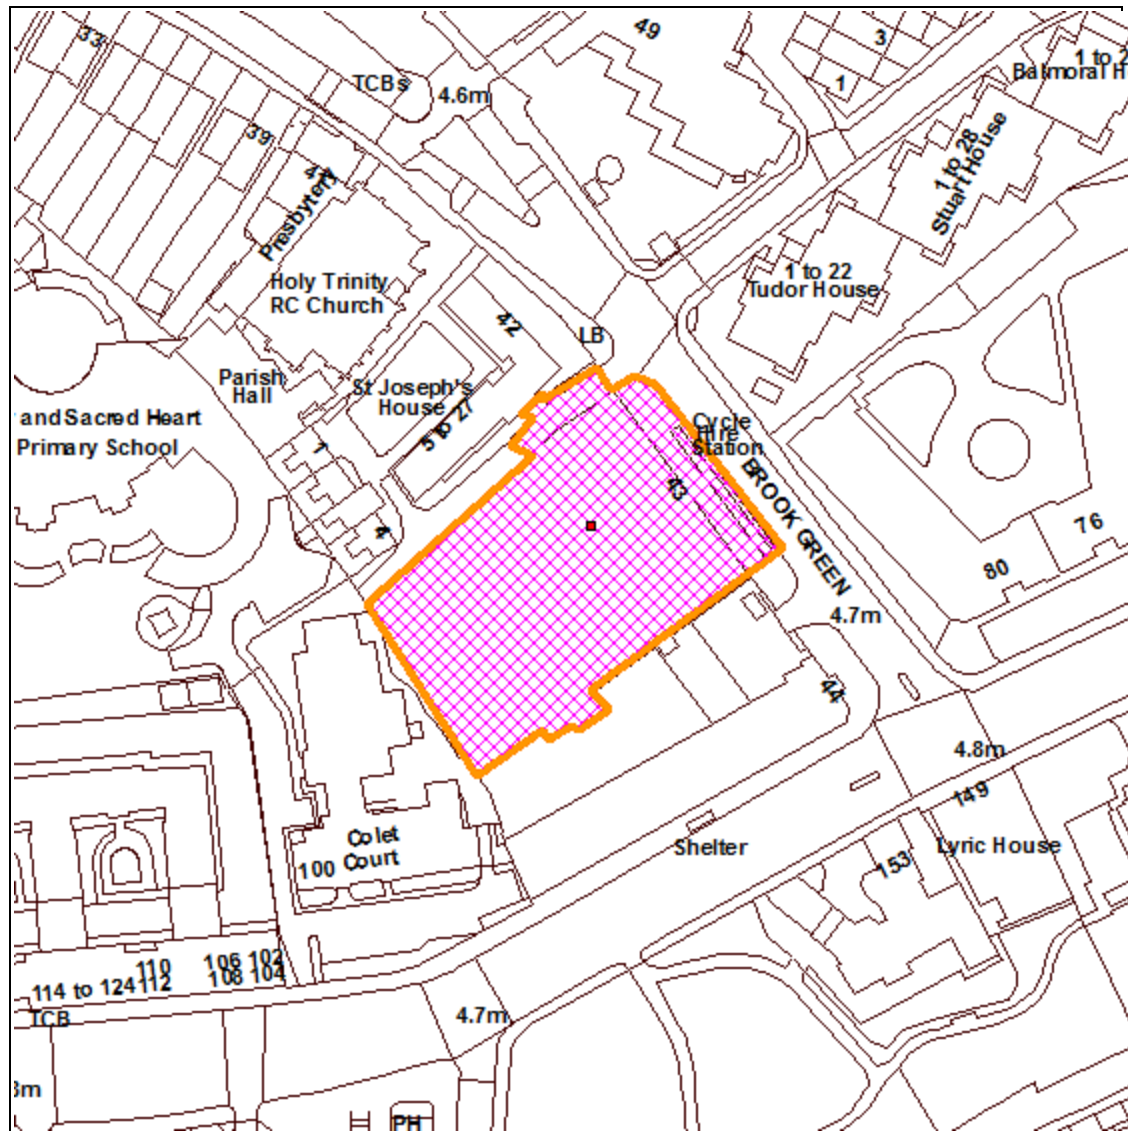 33
49
3
1 to 2
Balmoral H
TCBs
4.6m
1
39
1 to 28
Stuart House
Presbytery
Holy Trinity
RC Church
1 to 22
Tudor House
42
LB
Parish
Hall
St Joseph's
House
5 to 27
and Sacred Heart
Primary School
1
Cycle
Hire
Station
43
BROOK GREEN
4
76
80
4.7m
44
4.8m
149
Colet
Court
100
Shelter
153
Lyric House
110
112
106 102
108 104
114 to 124
TCB
4.7m
3m
PH